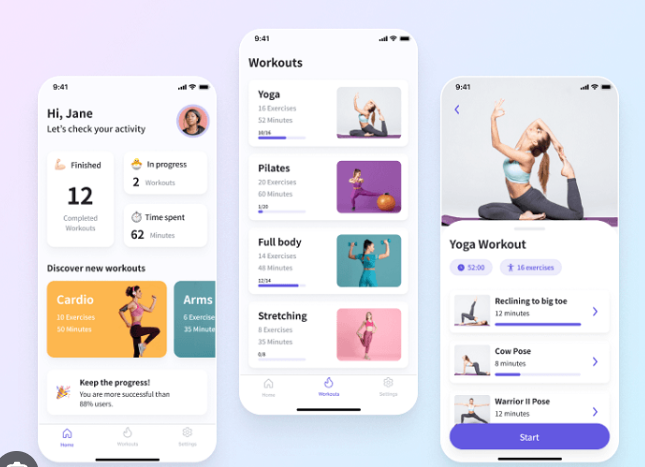 9:41
Hi, Jane
Let's check your activity
Finished
12
Completed
Workouts
In progress
2 Workouts
Time spent
62 Minutes
Discover new workouts
Cardio
10 Exercises
50 Minutes
Arms
6 Exercise
35 Minute
Keep the progress!
You are more successful than
88% users.
Home
Workouts
Settings
9:41
Workouts
Yoga
16 Exercises
52 Minutes
10/16
Pilates
20 Exercises
60 Minutes
1/20
Full body
14 Exercises
48 Minutes
12/14
Stretching
8 Exercises
35 Minutes
0/8
Home
Workouts
Settings
9:41
Yoga Workout
52:00
16 exercises
Reclining to big toe
12 minutes
Cow Pose
8 minutes
Warrior II Pose
12 minutes
Start